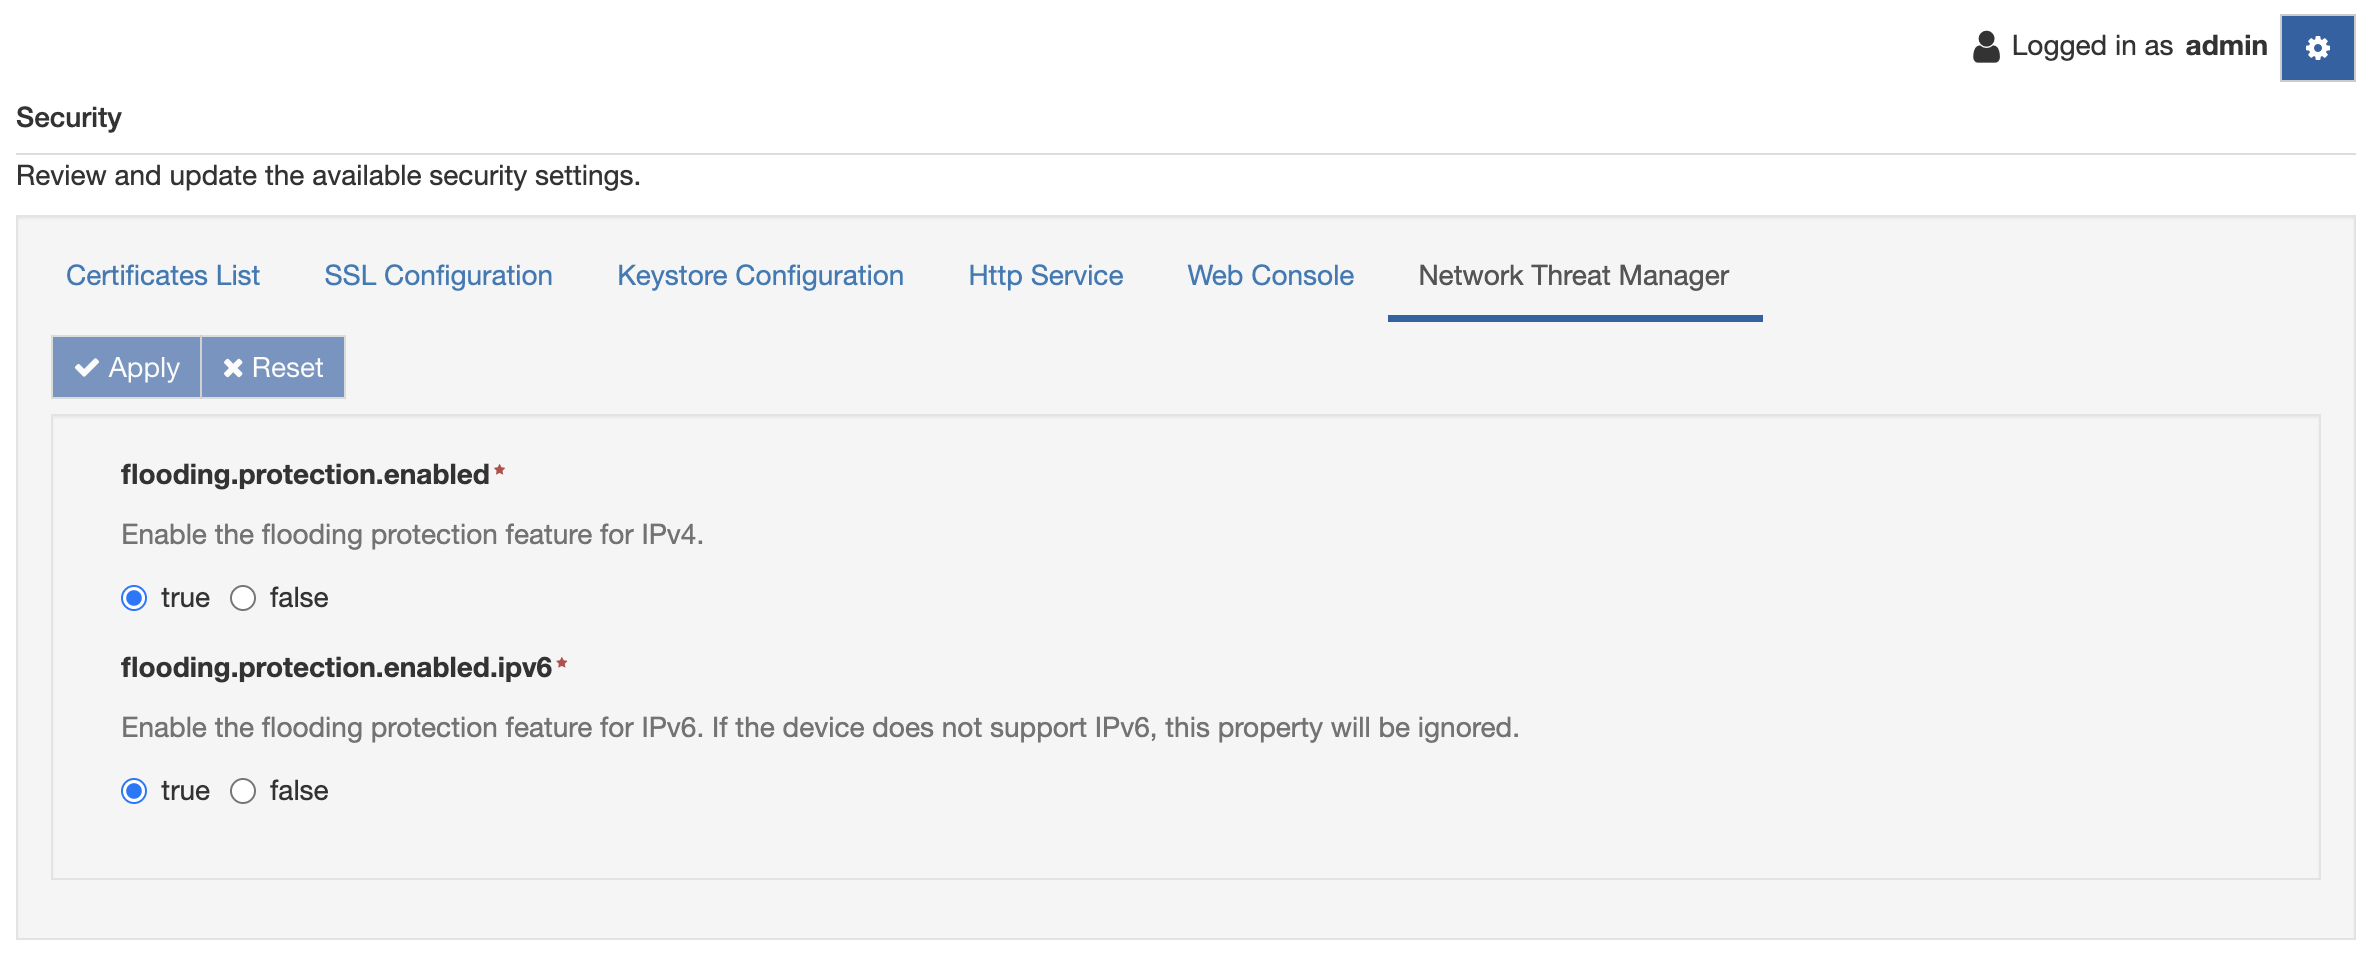 Logged in as admin
Security
Review and update the available security settings.
Certificates List SSL Configuration Keystore Configuration Http Service Web Console Network Threat Manager
Apply Reset
flooding.protection.enabled*
Enable the flooding protection feature for IPv4.
true false
flooding.protection.enabled.ipv6*
Enable the flooding protection feature for IPv6. If the device does not support IPv6, this property will be ignored.
true false